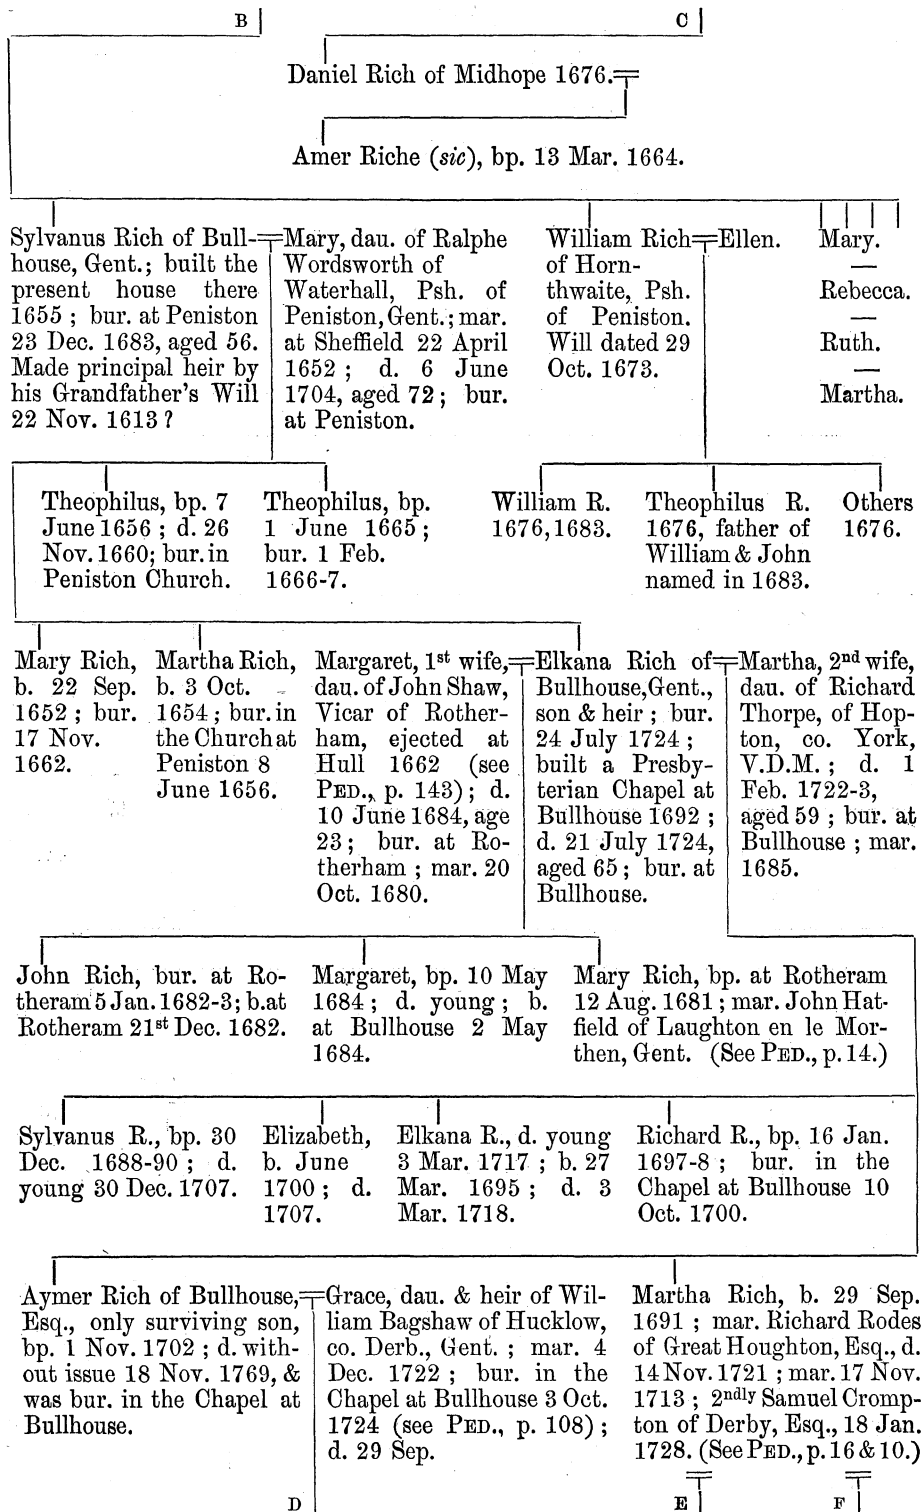 B
C
Daniel Rich of Midhope 1676.
Amer Riche (sic), bp. 13 Mar. 1664.
Sylvanus Rich of Bull-
house, Gent.; built the
present house there
1655 ; bur. at Peniston
23 Dec. 1683, aged 56.
Made principal heir by
his Grandfather's Will
22 Nov. 1613 ?
Mary, dau. of Ralphe
Wordsworth of
Waterhall, Psh. of
Peniston, Gent.; mar.
at Sheffield 22 April
1652 ; d. 6 June
1704, aged 72 ; bur.
at Peniston.
William Rich
of Horn-
thwaite, Psh.
of Peniston.
Will dated 29
Oct. 1673.
Ellen.
Mary.
—
Rebecca.
—
Ruth.
—
Martha.
Theophilus, bp. 7
June 1656 ; d. 26
Nov. 1660; bur. in
Peniston Church.
Theophilus, bp.
1 June 1665 ;
bur. 1 Feb.
1666-7.
William R.
1676, 1683.
Theophilus R.
1676, father of
William & John
named in 1683.
Others
1676.
Mary Rich,
b. 22 Sep.
1652 ; bur.
17 Nov.
1662.
Martha Rich,
b. 3 Oct.
1654; bur. in
the Church at
Peniston 8
June 1656.
Margaret, 1st wife,
dau. of John Shaw,
Vicar of Rother-
ham, ejected at
Hull 1662 (see
PED., p. 143); d.
10 June 1684, age
23; bur. at Ro-
therham ; mar. 20
Oct. 1680.
Elkana Rich of
Bullhouse, Gent.,
son & heir ; bur.
24 July 1724 ;
built a Presby-
terian Chapel at
Bullhouse 1692 ;
d. 21 July 1724,
aged 65 ; bur. at
Bullhouse.
Martha, 2nd wife,
dau. of Richard
Thorpe, of Hop-
ton, co. York,
V.D.M. ; d. 1
Feb. 1722-3,
aged 59 ; bur. at
Bullhouse ; mar.
1685.
John Rich, bur. at Ro-
theram 5 Jan. 1682-3; b. at
Rotheram 21st Dec. 1682.
Margaret, bp. 10 May
1684 ; d. young ; b.
at Bullhouse 2 May
1684.
Mary Rich, bp. at Rotheram
12 Aug. 1681 ; mar. John Hat-
field of Laughton en le Mor-
then, Gent. (See PED., p. 14.)
Sylvanus R., bp. 30
Dec. 1688-90 ; d.
young 30 Dec. 1707.
Elizabeth,
b. June
1700 ; d.
1707.
Elkana R., d. young
3 Mar. 1717 ; b. 27
Mar. 1695 ; d. 3
Mar. 1718.
Richard R., bp. 16 Jan.
1697-8 ; bur. in the
Chapel at Bullhouse 10
Oct. 1700.
Aymer Rich of Bullhouse,
Esq., only surviving son,
bp. 1 Nov. 1702 ; d. with-
out issue 18 Nov. 1769, &
was bur. in the Chapel at
Bullhouse.
Grace, dau. & heir of Wil-
liam Bagshaw of Hucklow,
co. Derb., Gent. ; mar. 4
Dec. 1722 ; bur. in the
Chapel at Bullhouse 3 Oct.
1724 (see PED., p. 108) ;
d. 29 Sep.
Martha Rich, b. 29 Sep.
1691 ; mar. Richard Rodes
of Great Houghton, Esq., d.
14 Nov. 1721 ; mar. 17 Nov.
1713 ; 2ndly Samuel Cromp-
ton of Derby, Esq., 18 Jan.
1728. (See PED., p. 16 & 10.)
D
E
F